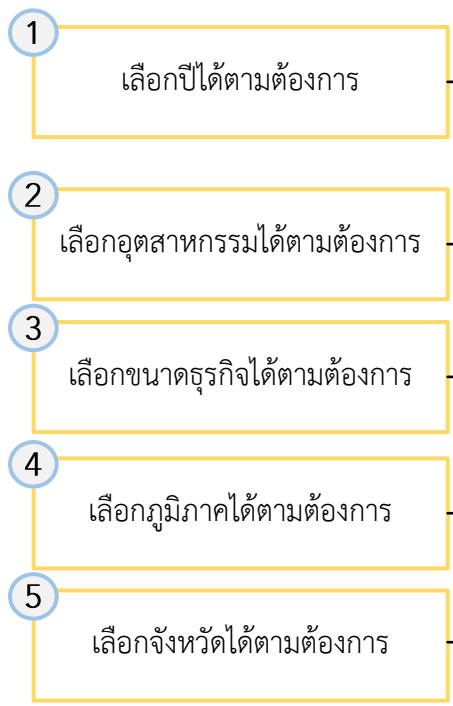 1
เลือกปีได้ตามต้องการ
2
เลือกอุตสาหกรรมได้ตามต้องการ
3
เลือกขนาดธุรกิจได้ตามต้องการ
4
เลือกภูมิภาคได้ตามต้องการ
5
เลือกจังหวัดได้ตามต้องการ